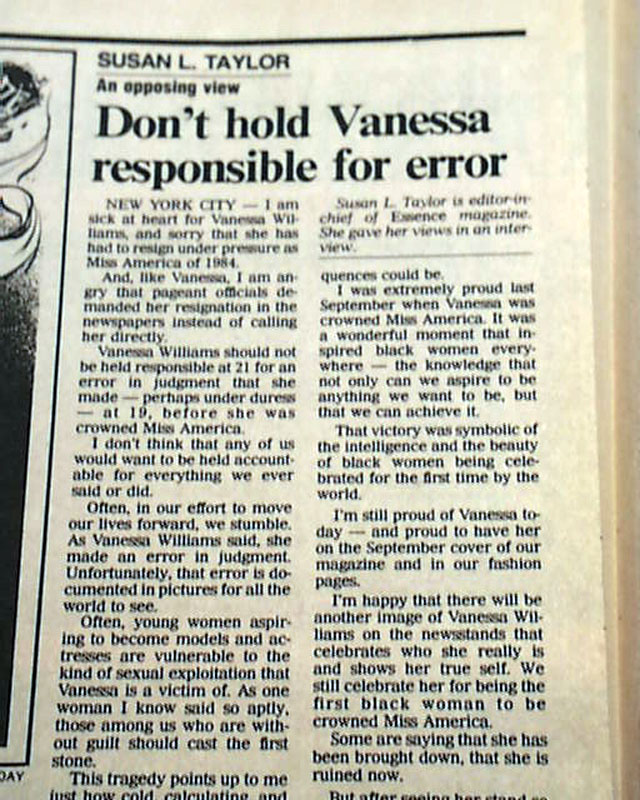 SUSAN L. TAYLOR
An opposing view
Don't hold Vanessa
responsible for error
NEW YORK CITY — I am
sick at heart for Vanessa Wil-
liams, and sorry that she has
had to resign under pressure as
Miss America of 1984.
And, like Vanessa, I am an-
gry that pageant officials de-
manded her resignation in the
newspapers instead of calling
her directly.
Vanessa Williams should not
be held responsible at 21 for an
error in judgment that she
made — perhaps under duress
— at 19, before she was
crowned Miss America.
I don't think that any of us
would want to be held account-
able for everything we ever
said or did.
Often, in our effort to move
our lives forward, we stumble.
As Vanessa Williams said, she
made an error in judgment.
Unfortunately, that error is do-
cumented in pictures for all the
world to see.
Often, young women aspir-
ing to become models and ac-
tresses are vulnerable to the
kind of sexual exploitation that
Vanessa is a victim of. As one
woman I know said so aptly,
those among us who are with-
out guilt should cast the first
stone.
This tragedy points up to me
just how cold, calculating, and
Susan L. Taylor is editor-in-
chief of Essence magazine.
She gave her views in an inter-
view.
quences could be.
I was extremely proud last
September when Vanessa was
crowned Miss America. It was
a wonderful moment that in-
spired black women every-
where — the knowledge that
not only can we aspire to be
anything we want to be, but
that we can achieve it.
That victory was symbolic of
the intelligence and the beauty
of black women being cele-
brated for the first time by the
world.
I'm still proud of Vanessa to-
day — and proud to have her
on the September cover of our
magazine and in our fashion
pages.
I'm happy that there will be
another image of Vanessa Wil-
liams on the newsstands that
celebrates who she really is
and shows her true self. We
still celebrate her for being the
first black woman to be
crowned Miss America.
Some are saying that she has
been brought down, that she is
ruined now.
But after seeing her stand so